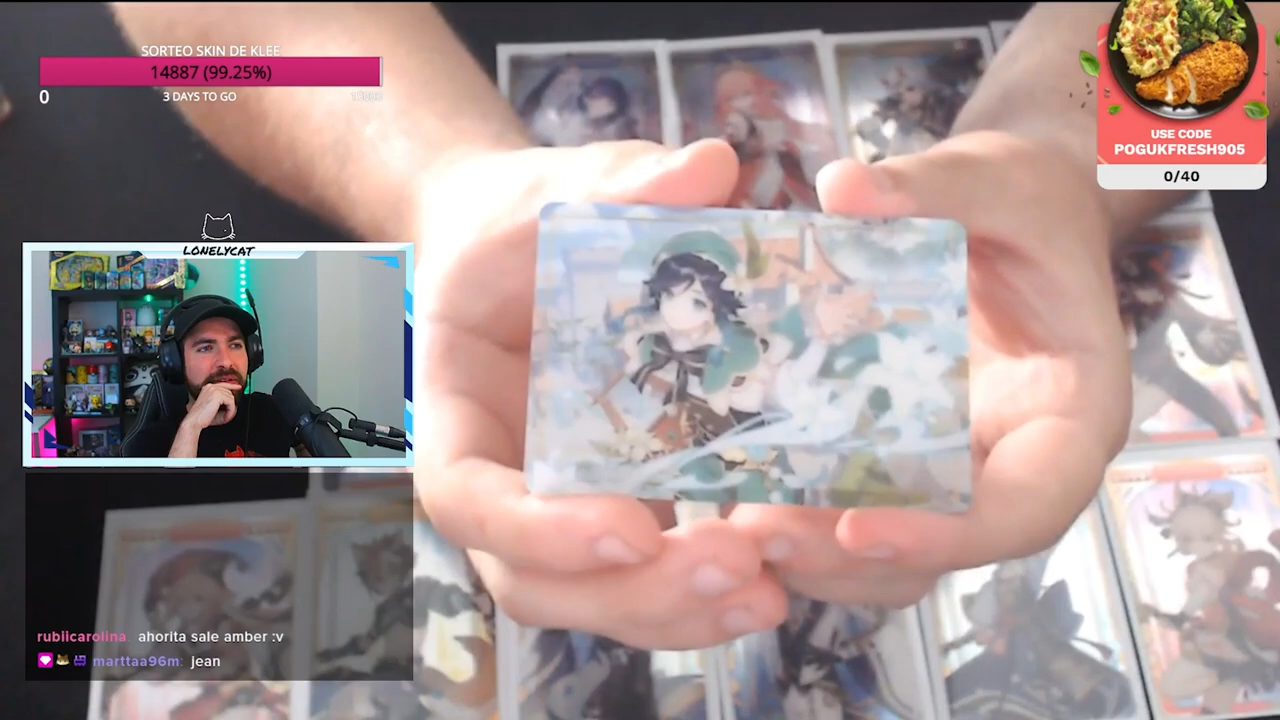 SORTEO SKIN DE KLEE
14887 (99.25%)
0
3 DAYS TO GO
USE CODE
POGUKFRESH905
0/40
LONELYCAT
rubiicarolina: ahorita sale amber :v
marttaa96m: jean